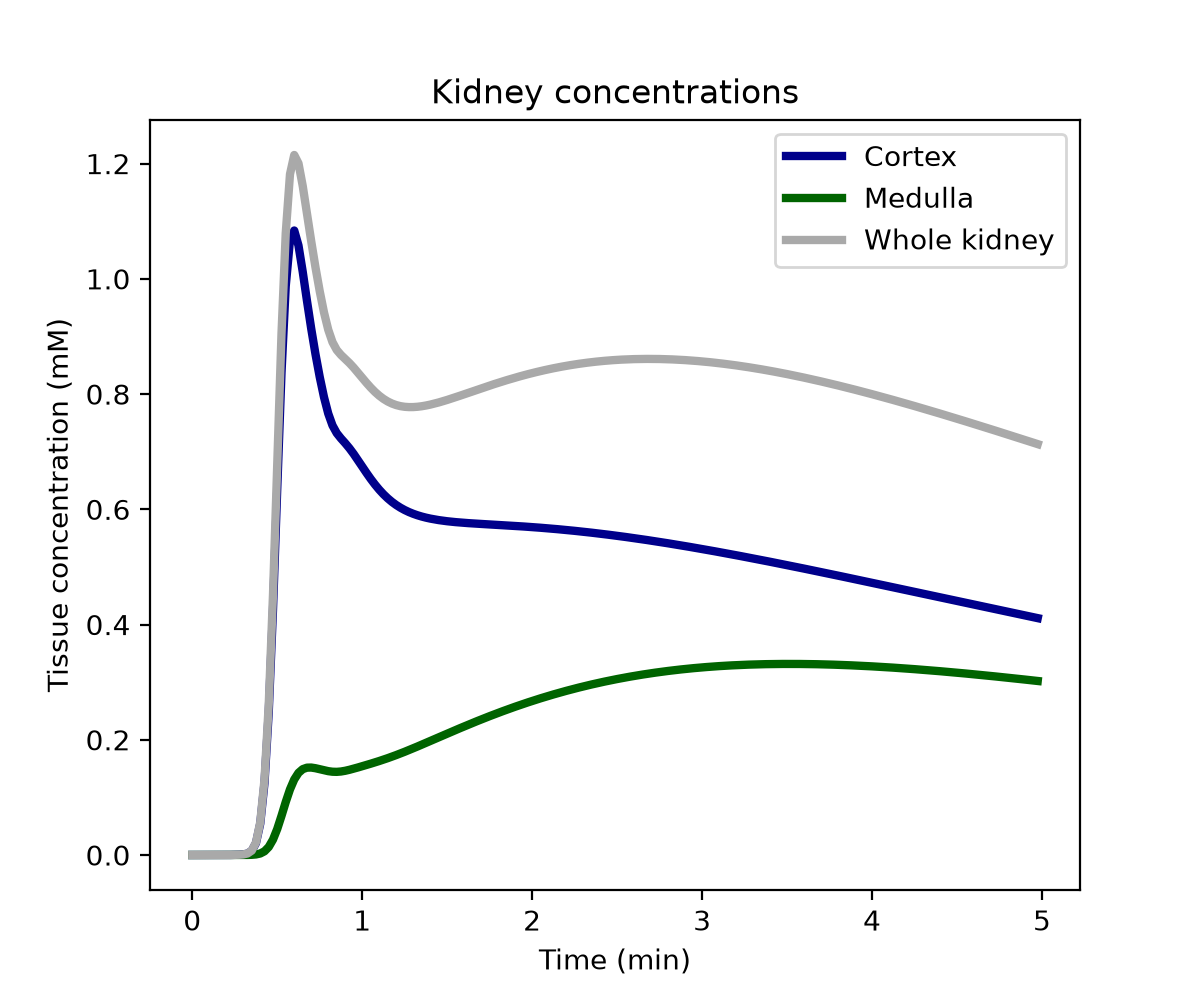 Kidney concentrations
Cortex
Medulla
Whole kidney
Tissue concentration (mM)
1.2
1.0
0.8
0.6
0.4
0.2
0.0
0 1 2 3 4 5
Time (min)